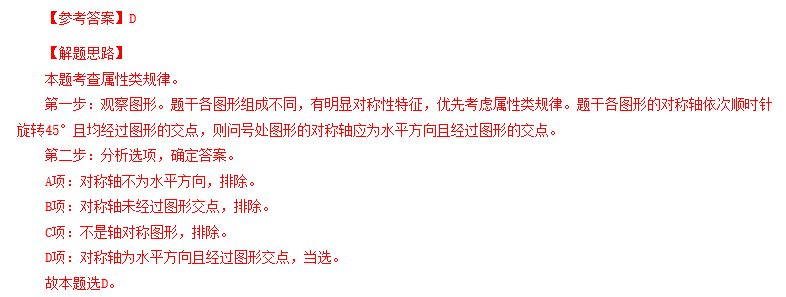 【参考答案】D
【解题思路】
本题考查属性类规律。
第一步：观察图形。题干各图形组成不同，有明显对称性特征，优先考虑属性类规律。题干各图形的对称轴依次顺时针
旋转45°且均经过图形的交点，则问号处图形的对称轴应为水平方向且经过图形的交点。
第二步：分析选项，确定答案。
A项：对称轴不为水平方向，排除。
B项：对称轴未经过图形交点，排除。
C项：不是轴对称图形，排除。
D项：对称轴为水平方向且经过图形交点，当选。
故本题选D。